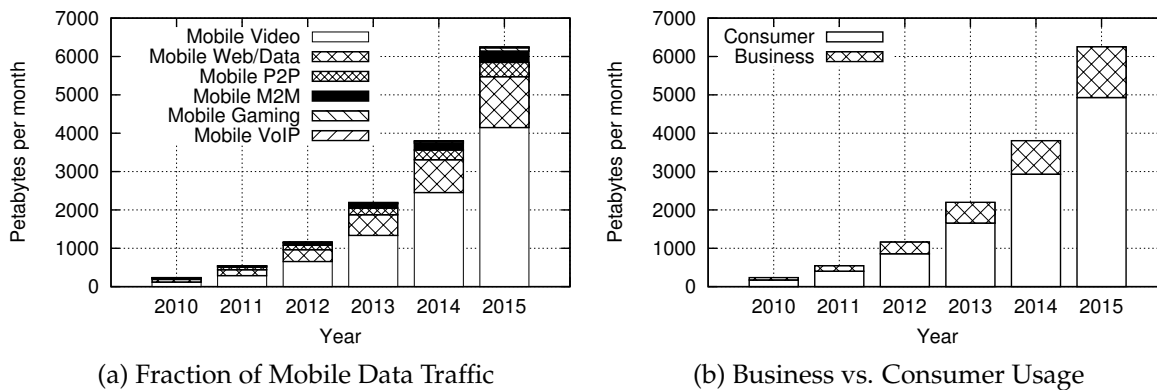 7000
6000
5000
4000
3000
2000
1000
0
Petabytes per month
Mobile Video
Mobile Web/Data
Mobile P2P
Mobile M2M
Mobile Gaming
Mobile VoIP
2010 2011 2012 2013 2014 2015
Year
(a) Fraction of Mobile Data Traffic
7000
6000
5000
4000
3000
2000
1000
0
Petabytes per month
Consumer
Business
2010 2011 2012 2013 2014 2015
Year
(b) Business vs. Consumer Usage